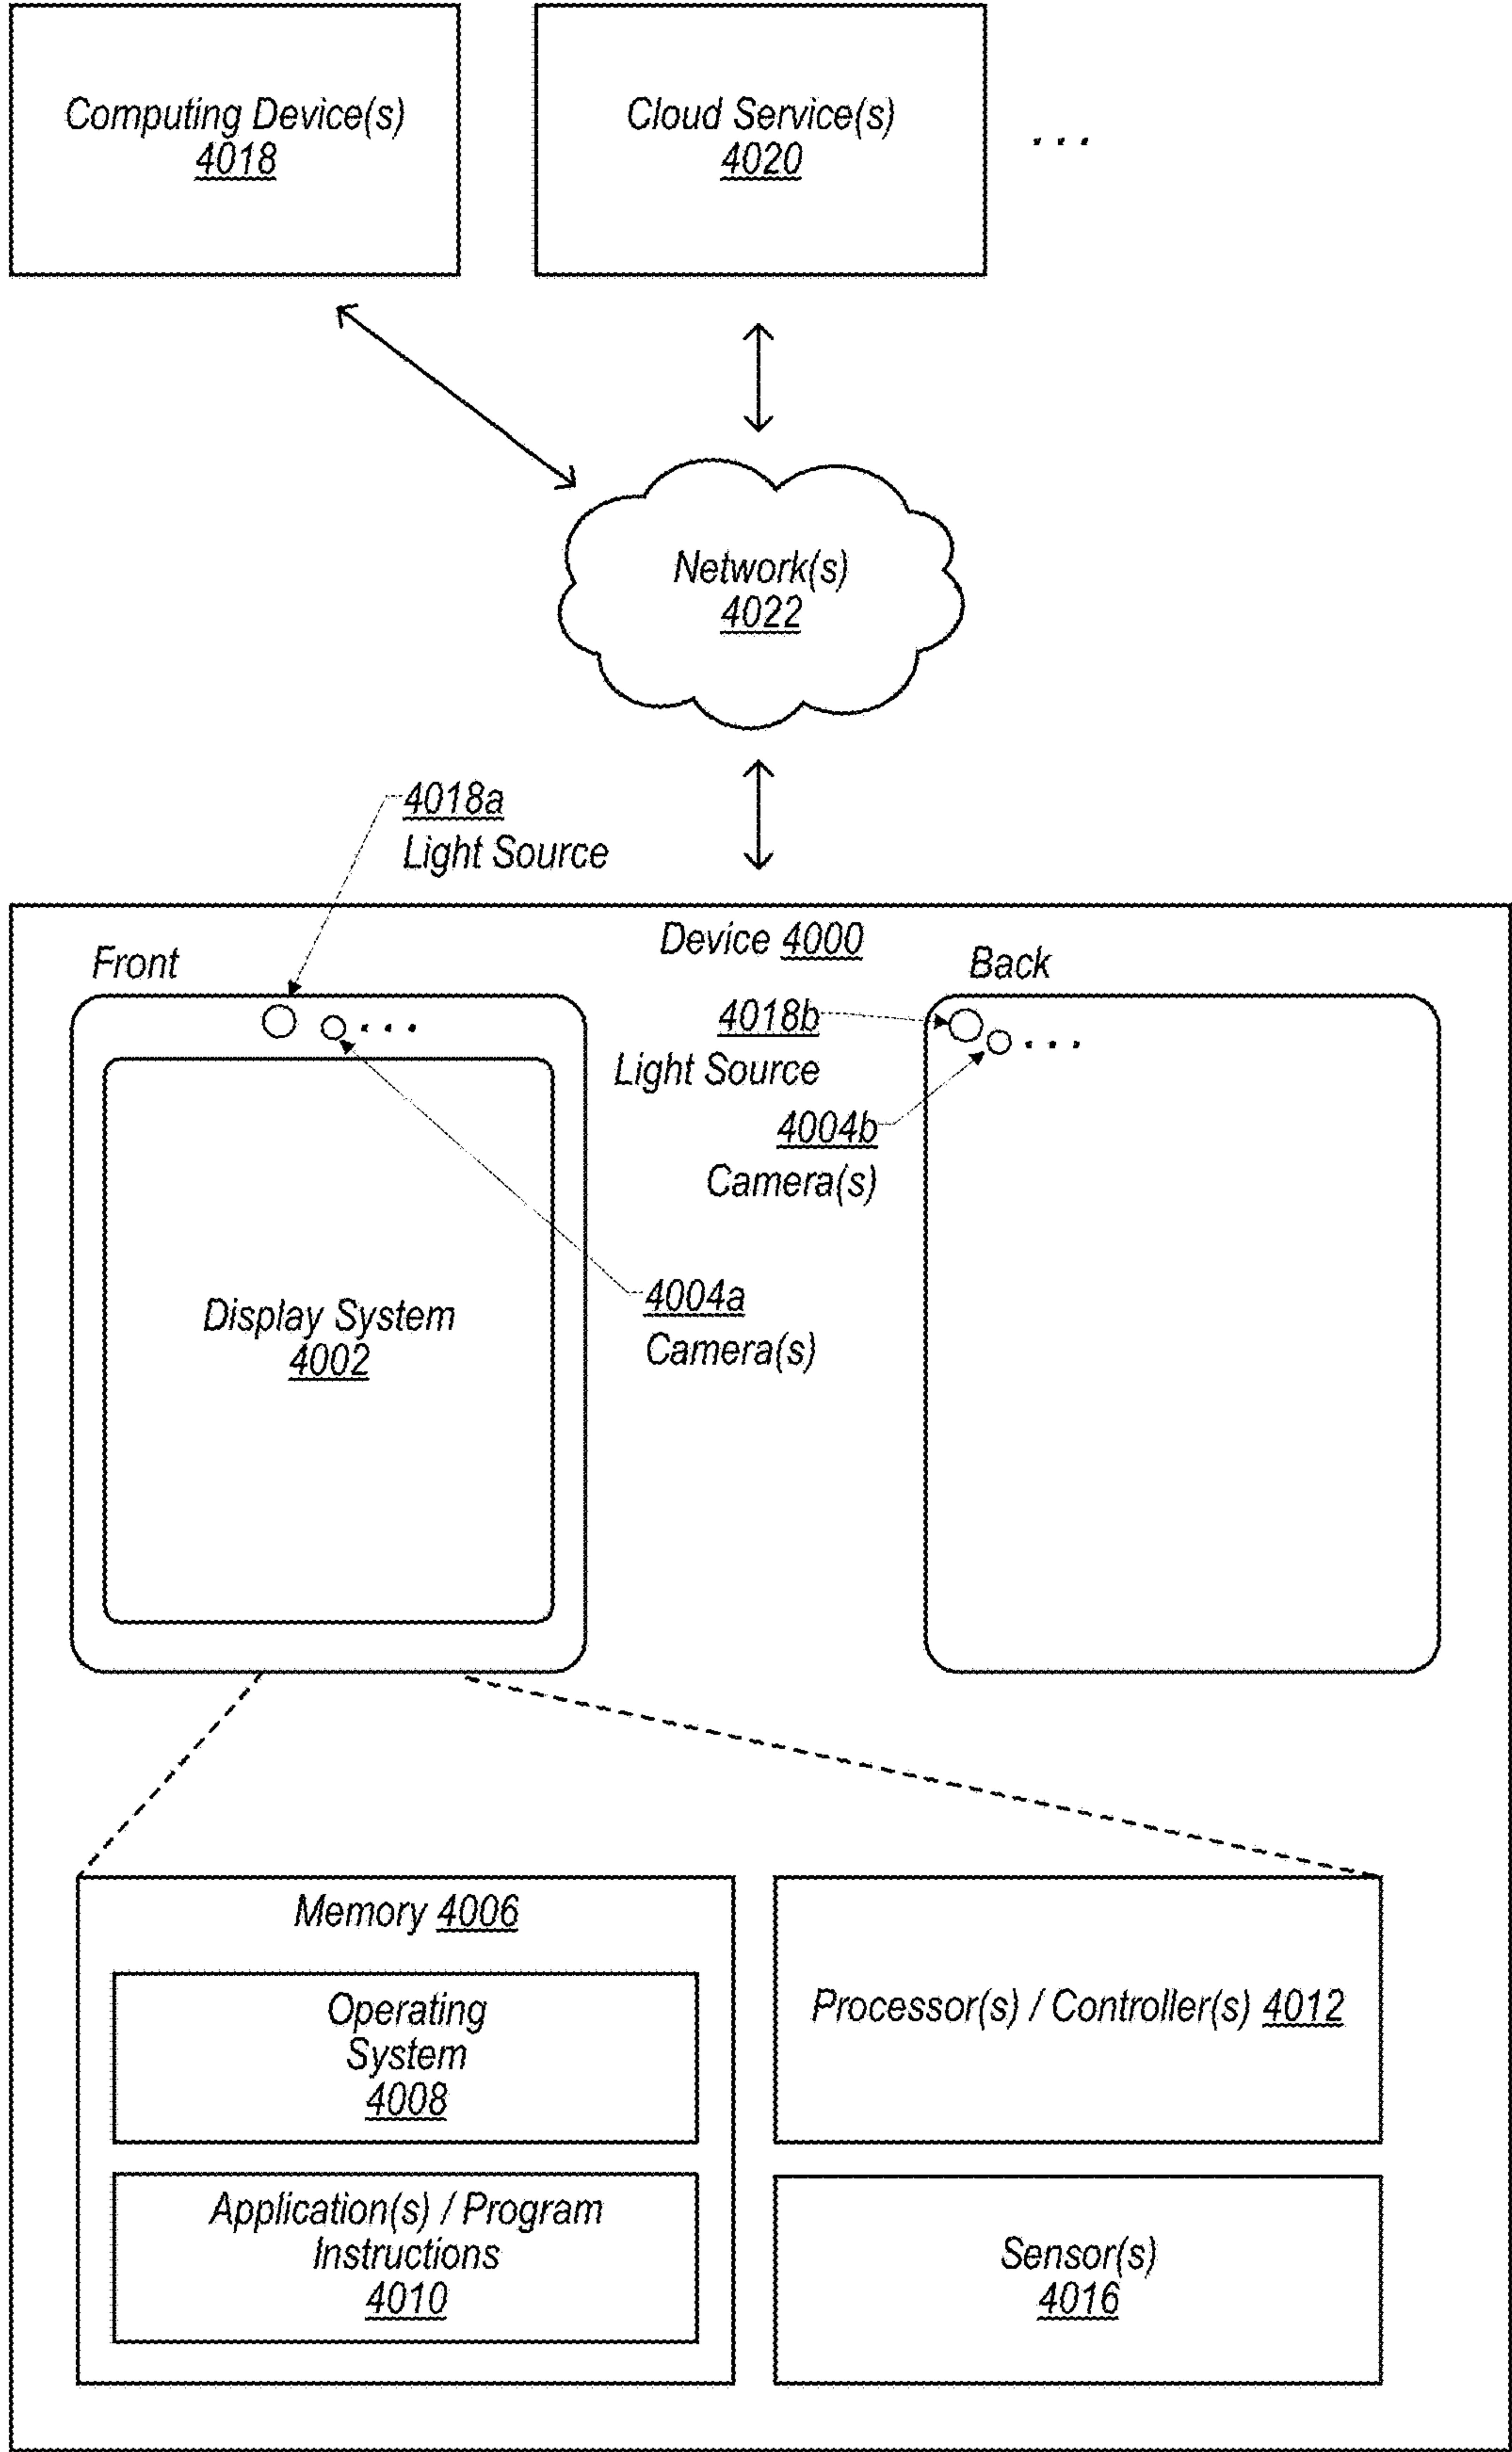 Computing Device(s)
4018
Cloud Service(s)
4020
. . .
Network(s)
4022
4018a
Light Source
Device 4000
Front
Back
. . .
4018b
Light Source
. . .
4004b
Camera(s)
4004a
Camera(s)
Display System
4002
Memory 4006
Operating
System
4008
Application(s) / Program
Instructions
4010
Processor(s) / Controller(s) 4012
Sensor(s)
4016